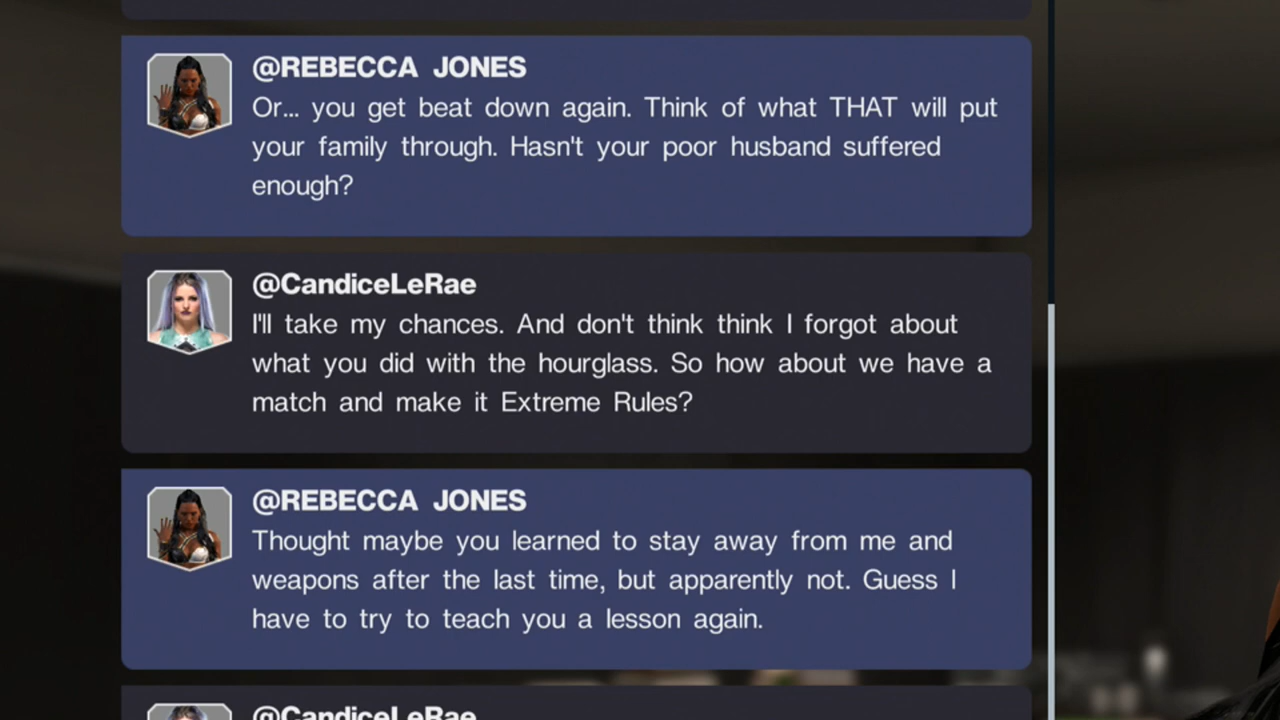 @REBECCA JONES
Or... you get beat down again. Think of what THAT will put
your family through. Hasn't your poor husband suffered
enough?
@CandiceLeRae
I'll take my chances. And don't think think I forgot about
what you did with the hourglass. So how about we have a
match and make it Extreme Rules?
@REBECCA JONES
Thought maybe you learned to stay away from me and
weapons after the last time, but apparently not. Guess I
have to try to teach you a lesson again.
@CandiceLeRae